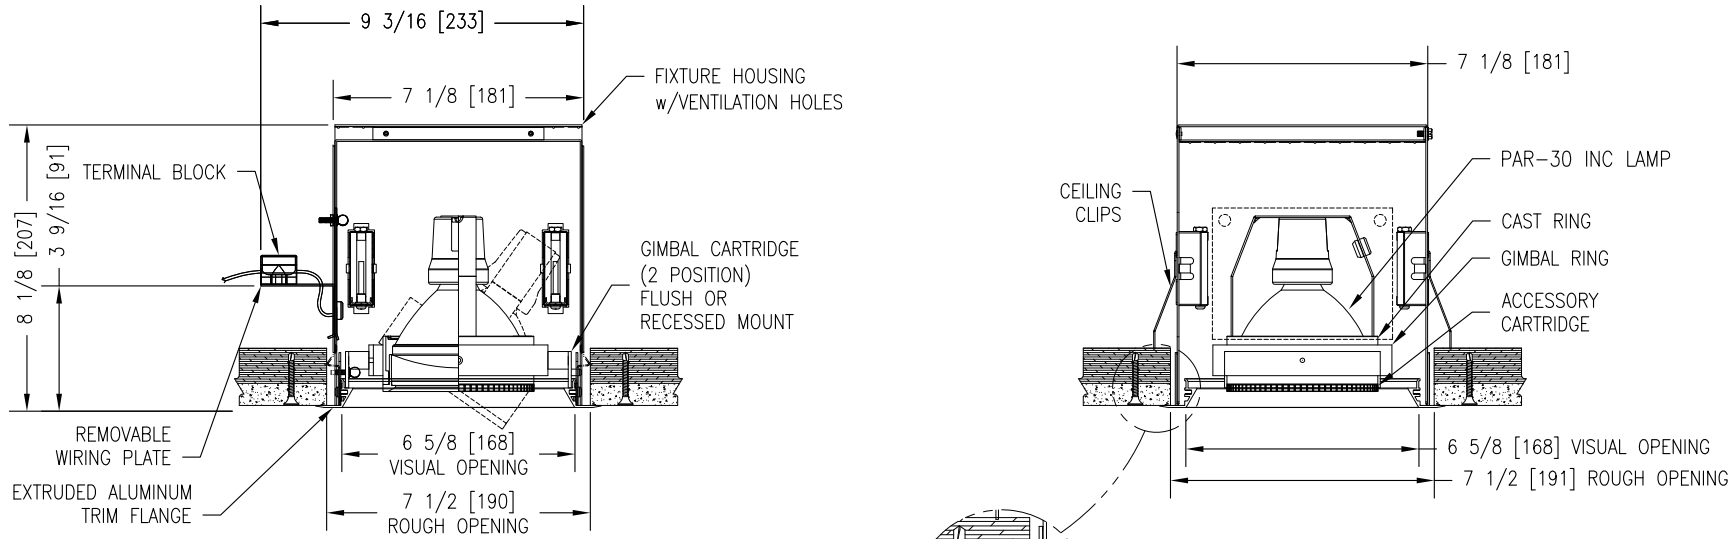 9 3/16 [233]
7 1/8 [181]
FIXTURE HOUSING
w/VENTILATION HOLES
TERMINAL BLOCK
3 9/16 [91]
8 1/8 [207]
GIMBAL CARTRIDGE
(2 POSITION)
FLUSH OR
RECESSED MOUNT
REMOVABLE
WIRING PLATE
EXTRUDED ALUMINUM
TRIM FLANGE
6 5/8 [168]
VISUAL OPENING
7 1/2 [190]
ROUGH OPENING
7 1/8 [181]
PAR-30 INC LAMP
CEILING
CLIPS
CAST RING
GIMBAL RING
ACCESSORY
CARTRIDGE
6 5/8 [168] VISUAL OPENING
7 1/2 [191] ROUGH OPENING